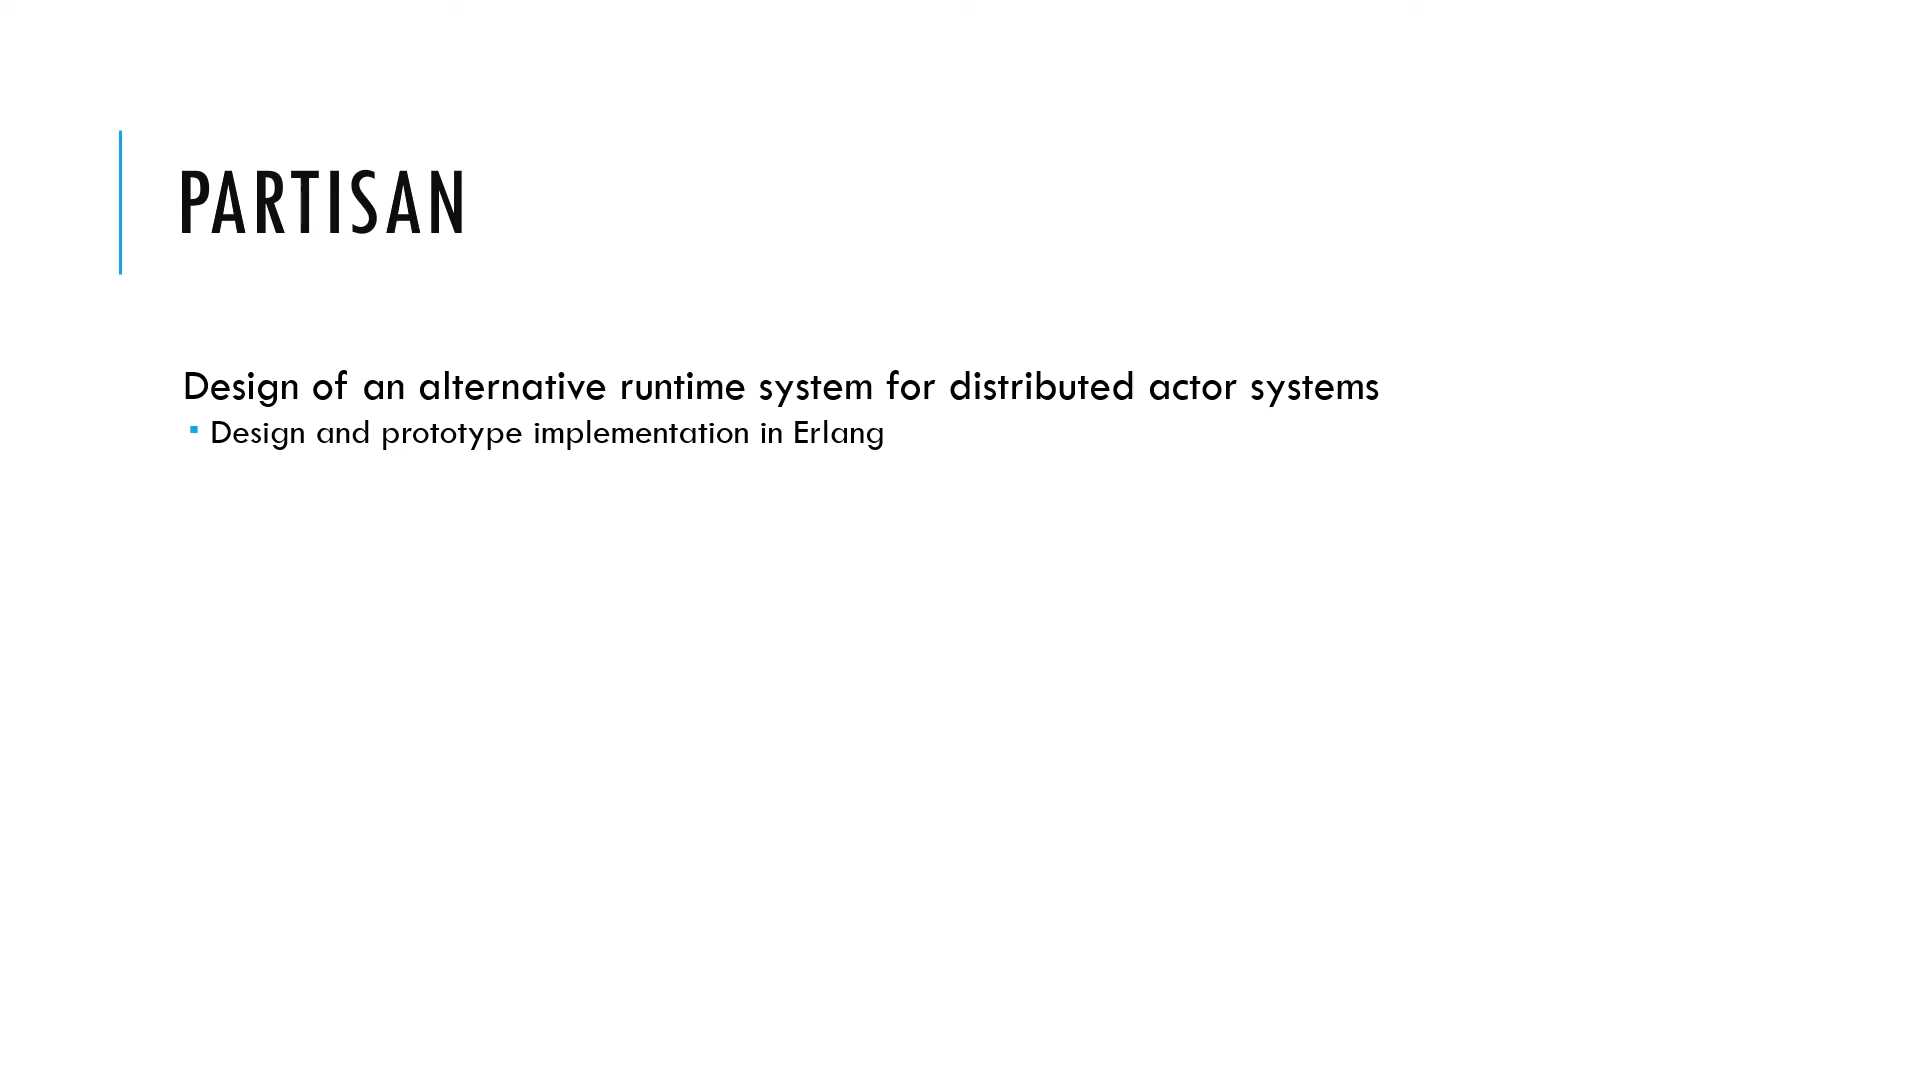 PARTISAN
Design of an alternative runtime system for distributed actor systems
▪ Design and prototype implementation in Erlang